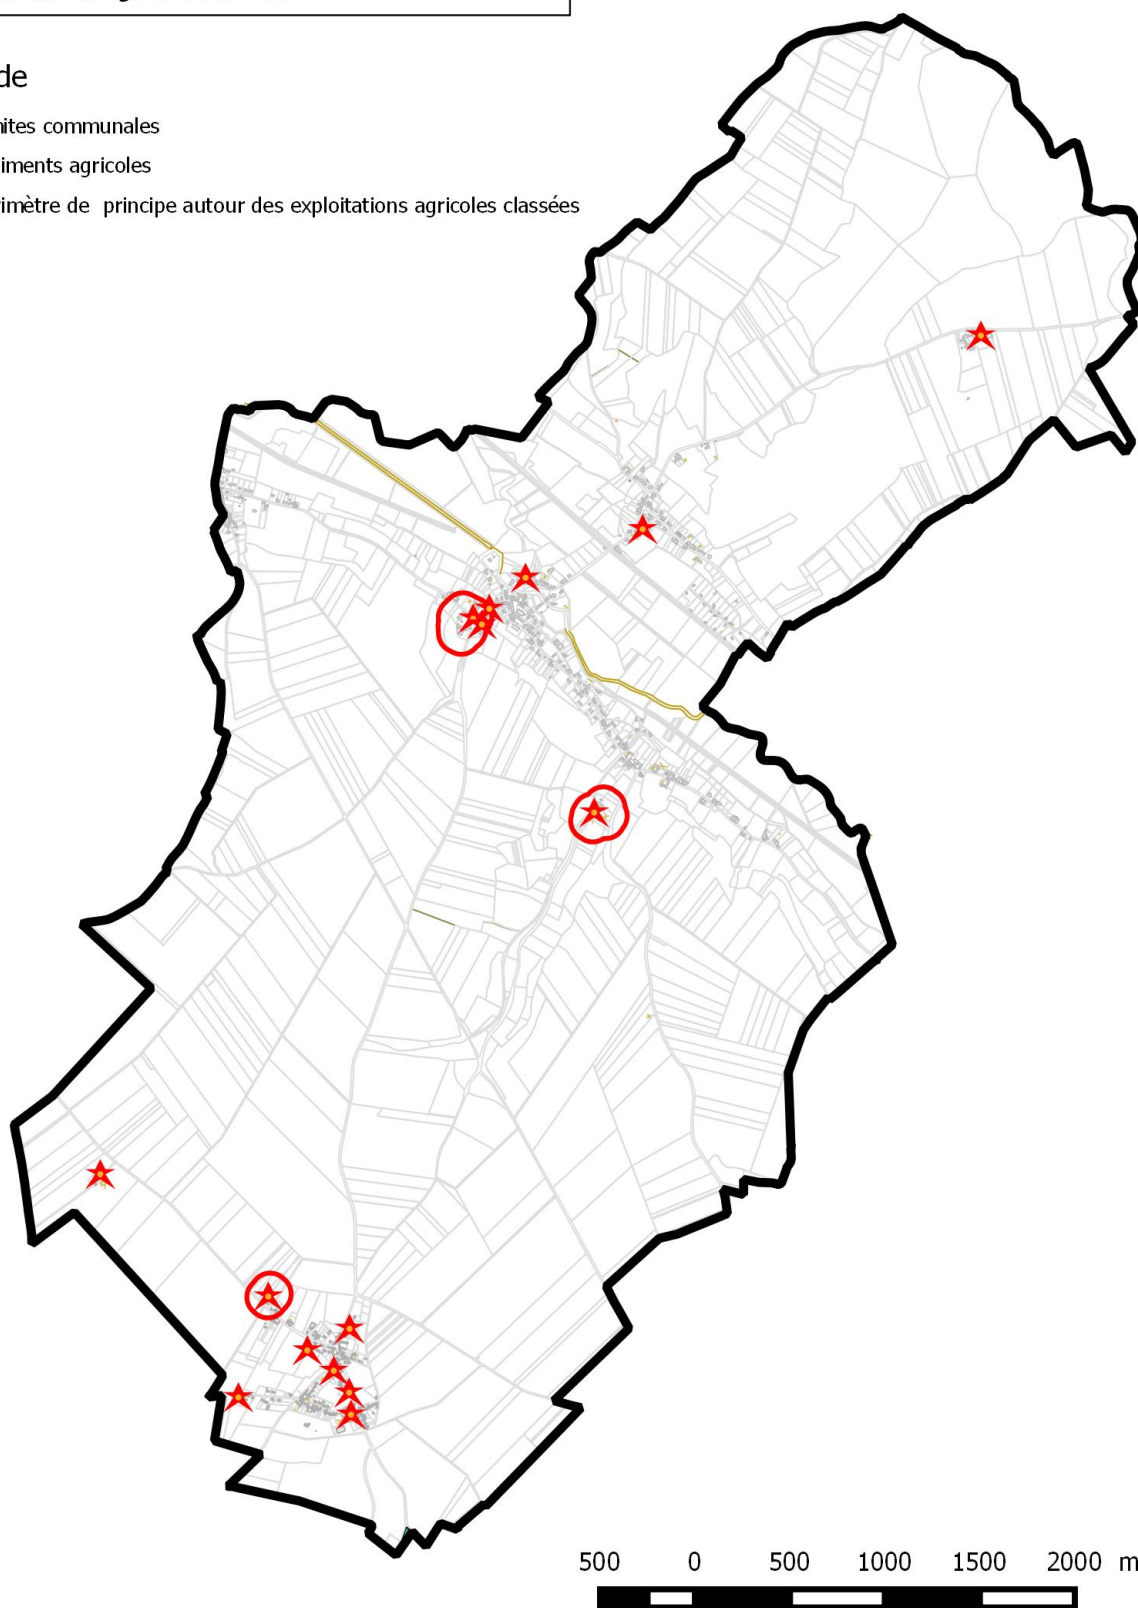 de
ites communales
iments agricoles
imètre de principe autour des exploitations agricoles classées
500 0 500 1000 1500 2000 m